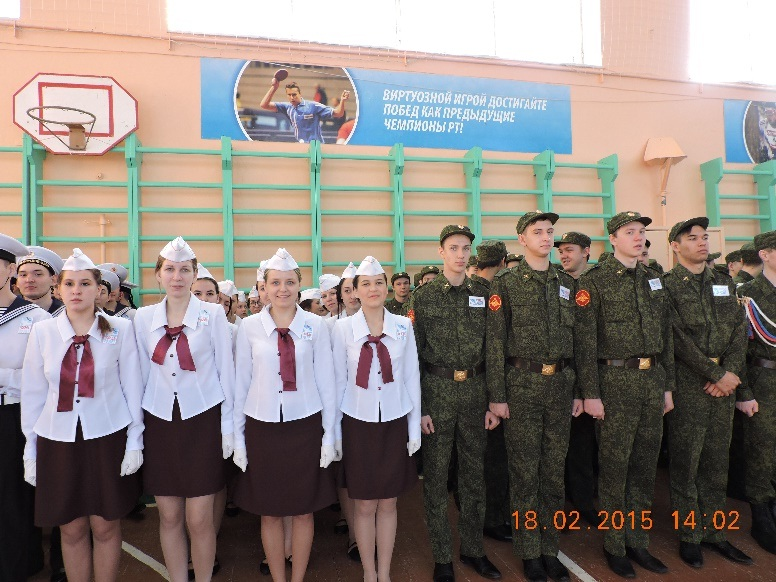 ВИРТУОЗНОЙ ИГРОЙ ДОСТИГАЙТЕ
ПОБЕД КАК ПРЕДЫДУЩИЕ
ЧЕМПИОНЫ РТ!
18.02.2015 14:02